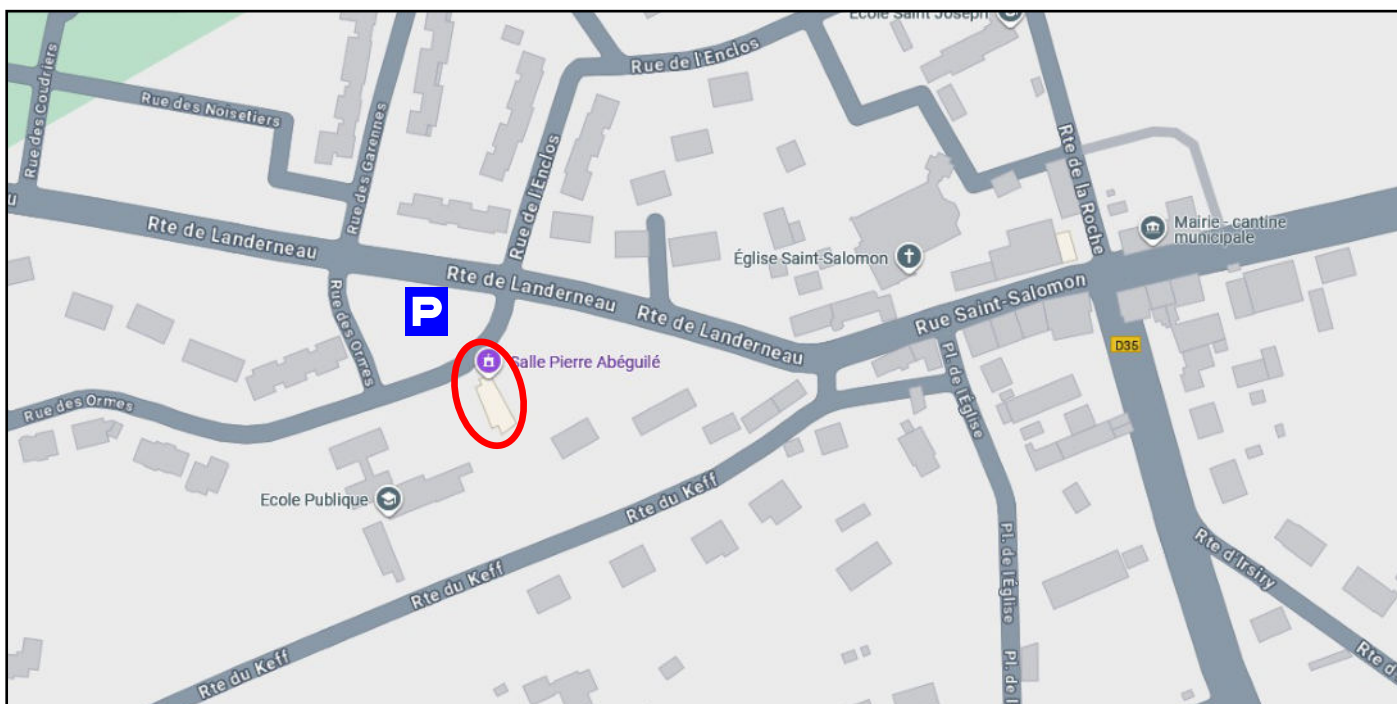 Ecole Saint Joseph
Rue de l'Enclos
Rue des Coudriers
Rue des Noisetiers
Rue des Garennes
Rue de l'Enclos
Rte de la Roche
u
Rte de Landerneau
Mairie - cantine
municipale
Église Saint-Salomon
Rte de Landerneau
Rue Saint-Salomon
P
Rue des Ormes
Rte de Landerneau
D35
Salle Pierre Abéguilé
Pl. de l'Église
Rue des Ormes
Ecole Publique
Rte du Keff
Rte d'Irsiry
Pl. de l'Église
Rte du Keff
Rte du Keff
Pl. de l
Rte d